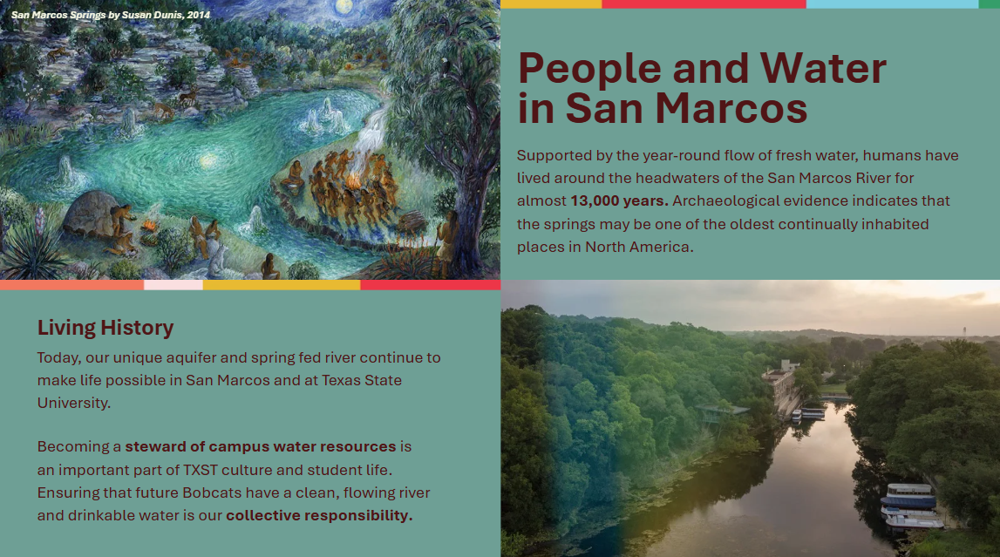 San Marcos Springs by Susan Dunis, 2014
People and Water
in San Marcos
Supported by the year-round flow of fresh water, humans have
lived around the headwaters of the San Marcos River for
almost 13,000 years. Archaeological evidence indicates that
the springs may be one of the oldest continually inhabited
places in North America.
Living History
Today, our unique aquifer and spring fed river continue to
make life possible in San Marcos and at Texas State
University.
Becoming a steward of campus water resources is
an important part of TXST culture and student life.
Ensuring that future Bobcats have a clean, flowing river
and drinkable water is our collective responsibility.